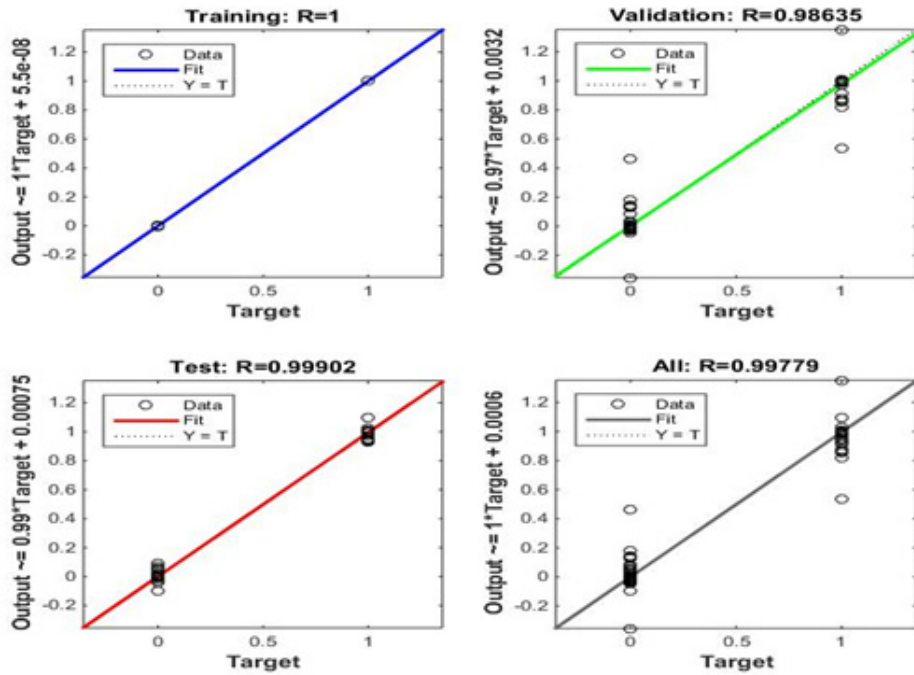 Training: R=1
Output ~= 1*Target + 5.5e-08
Data
Fit
Y = T
1.2
1
0.8
0.6
0.4
0.2
0
-0.2
0
0.5
1
Target
Validation: R=0.98635
Output ~= 0.97*Target + 0.0032
Data
Fit
Y = T
1.2
1
0.8
0.6
0.4
0.2
0
-0.2
0
0.5
1
Target
Test: R=0.99902
Output ~= 0.99*Target + 0.00075
Data
Fit
Y = T
1.2
1
0.8
0.6
0.4
0.2
0
-0.2
0
0.5
1
Target
All: R=0.99779
Output ~= 1*Target + 0.0006
Data
Fit
Y = T
1.2
1
0.8
0.6
0.4
0.2
0
-0.2
0
0.5
1
Target